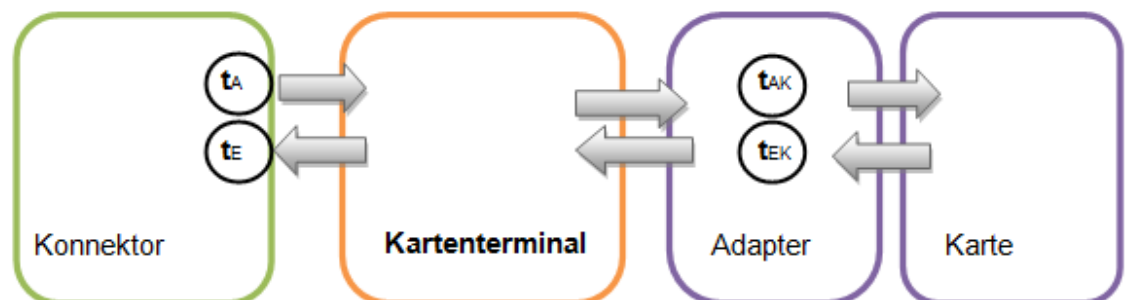 tA
tAK
tE
tEK
Konnektor
Kartenterminal
Adapter
Karte